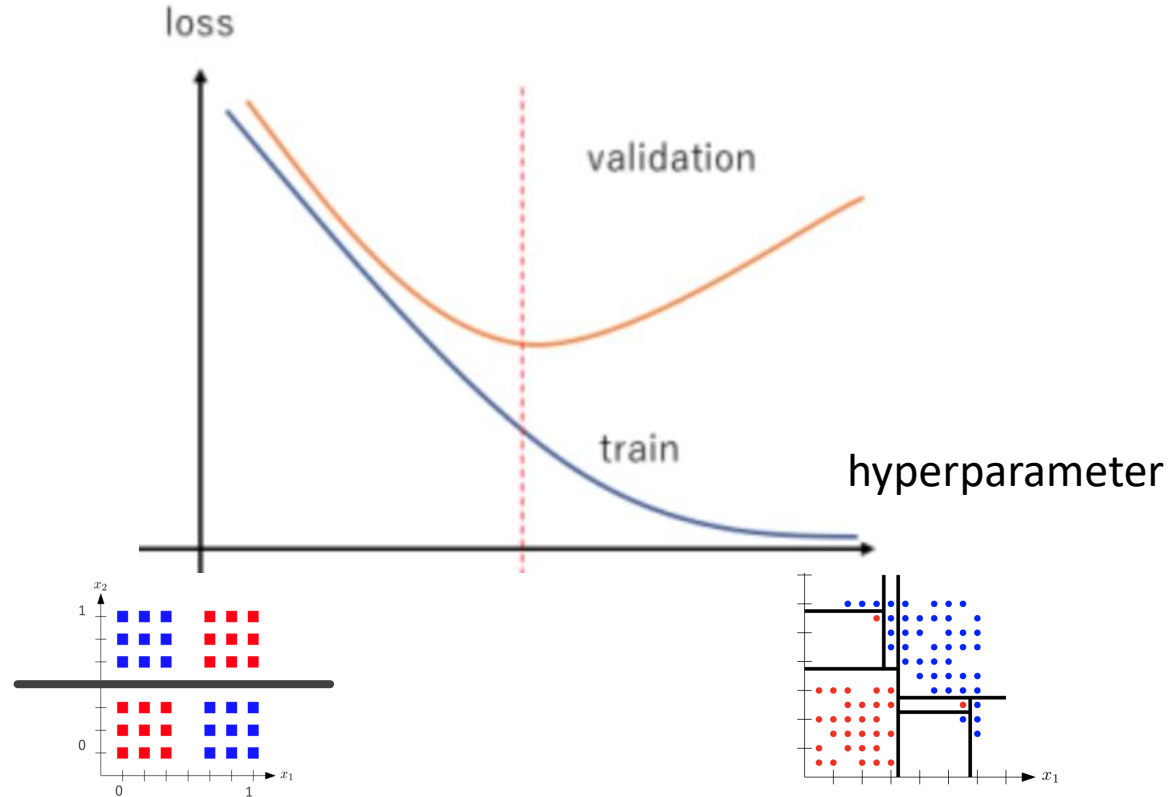 loss
validation
train
hyperparameter
x₂
1
0
0
1
x₁
x₁